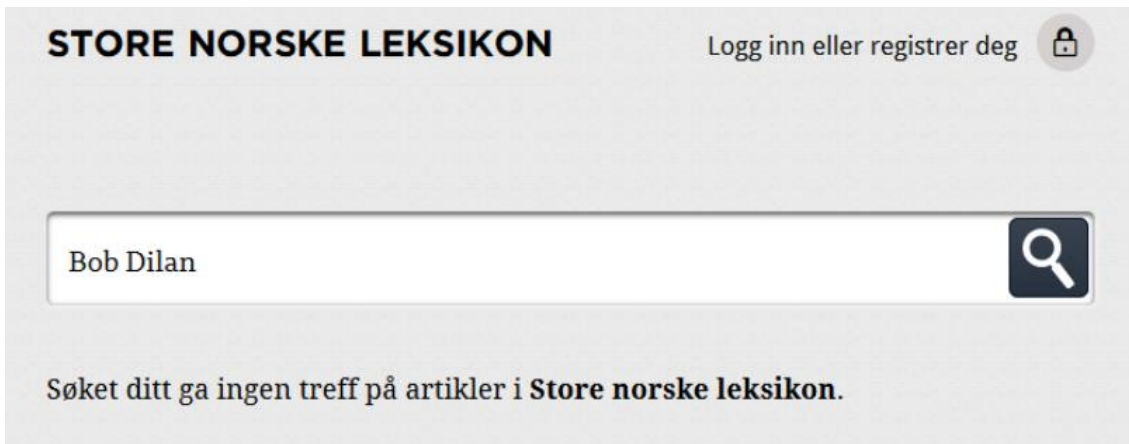 STORE NORSKE LEKSIKON
Logg inn eller registrer deg
Bob Dilan
Søket ditt ga ingen treff på artikler i Store norske leksikon.